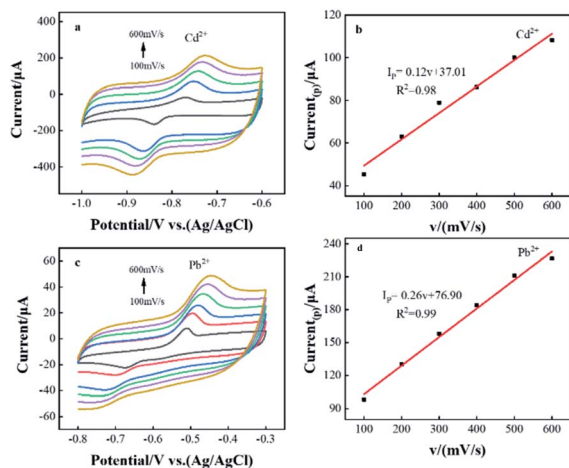 a
600mv/s
Cd²⁺
100mV/s
400
200
0
-200
-400
Current/μA
-1.0
-0.9
-0.8
-0.7
-0.6
Potential/V vs.(Ag/AgCl)
b
Cd²⁺
Iₚ= 0.12v+37.01
R²=0.98
120
100
80
60
40
Current₍ₚ₎/μA
100
200
300
400
500
600
v/(mV/s)
c
600mV/s
Pb²⁺
100mV/s
60
40
20
0
-20
-40
-60
Current/μA
-0.8
-0.7
-0.6
-0.5
-0.4
-0.3
Potential/V vs.(Ag/AgCl)
d
Pb²⁺
Iₚ= 0.26v+76.90
R²=0.99
240
210
180
150
120
90
Current₍ₚ₎/μA
100
200
300
400
500
600
v/(mV/s)